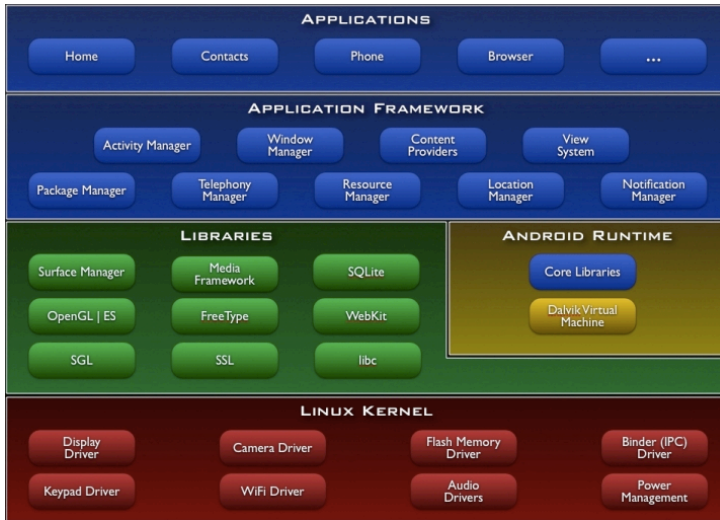 APPLICATIONS
Home
Contacts
Phone
Browser
...
APPLICATION FRAMEWORK
Activity Manager
Window
Manager
Content
Providers
View
System
Package Manager
Telephony
Manager
Resource
Manager
Location
Manager
Notification
Manager
LIBRARIES
Surface Manager
Media
Framework
SQLite
OpenGL | ES
FreeType
WebKit
SGL
SSL
libc
ANDROID RUNTIME
Core Libraries
Dalvik Virtual
Machine
LINUX KERNEL
Display
Driver
Camera Driver
Flash Memory
Driver
Binder (IPC)
Driver
Keypad Driver
WiFi Driver
Audio
Drivers
Power
Management